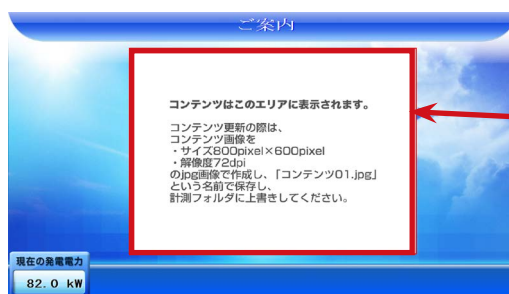 ご案内
コンテンツはこのエリアに表示されます。
コンテンツ更新の際は、
コンテンツ画像を
・サイズ800pixel×600pixel
・解像度72dpi
のjpg画像で作成し、「コンテンツ01.jpg」
という名前で保存し、
計測フォルダに上書きしてください。
現在の発電電力
82.0 kW